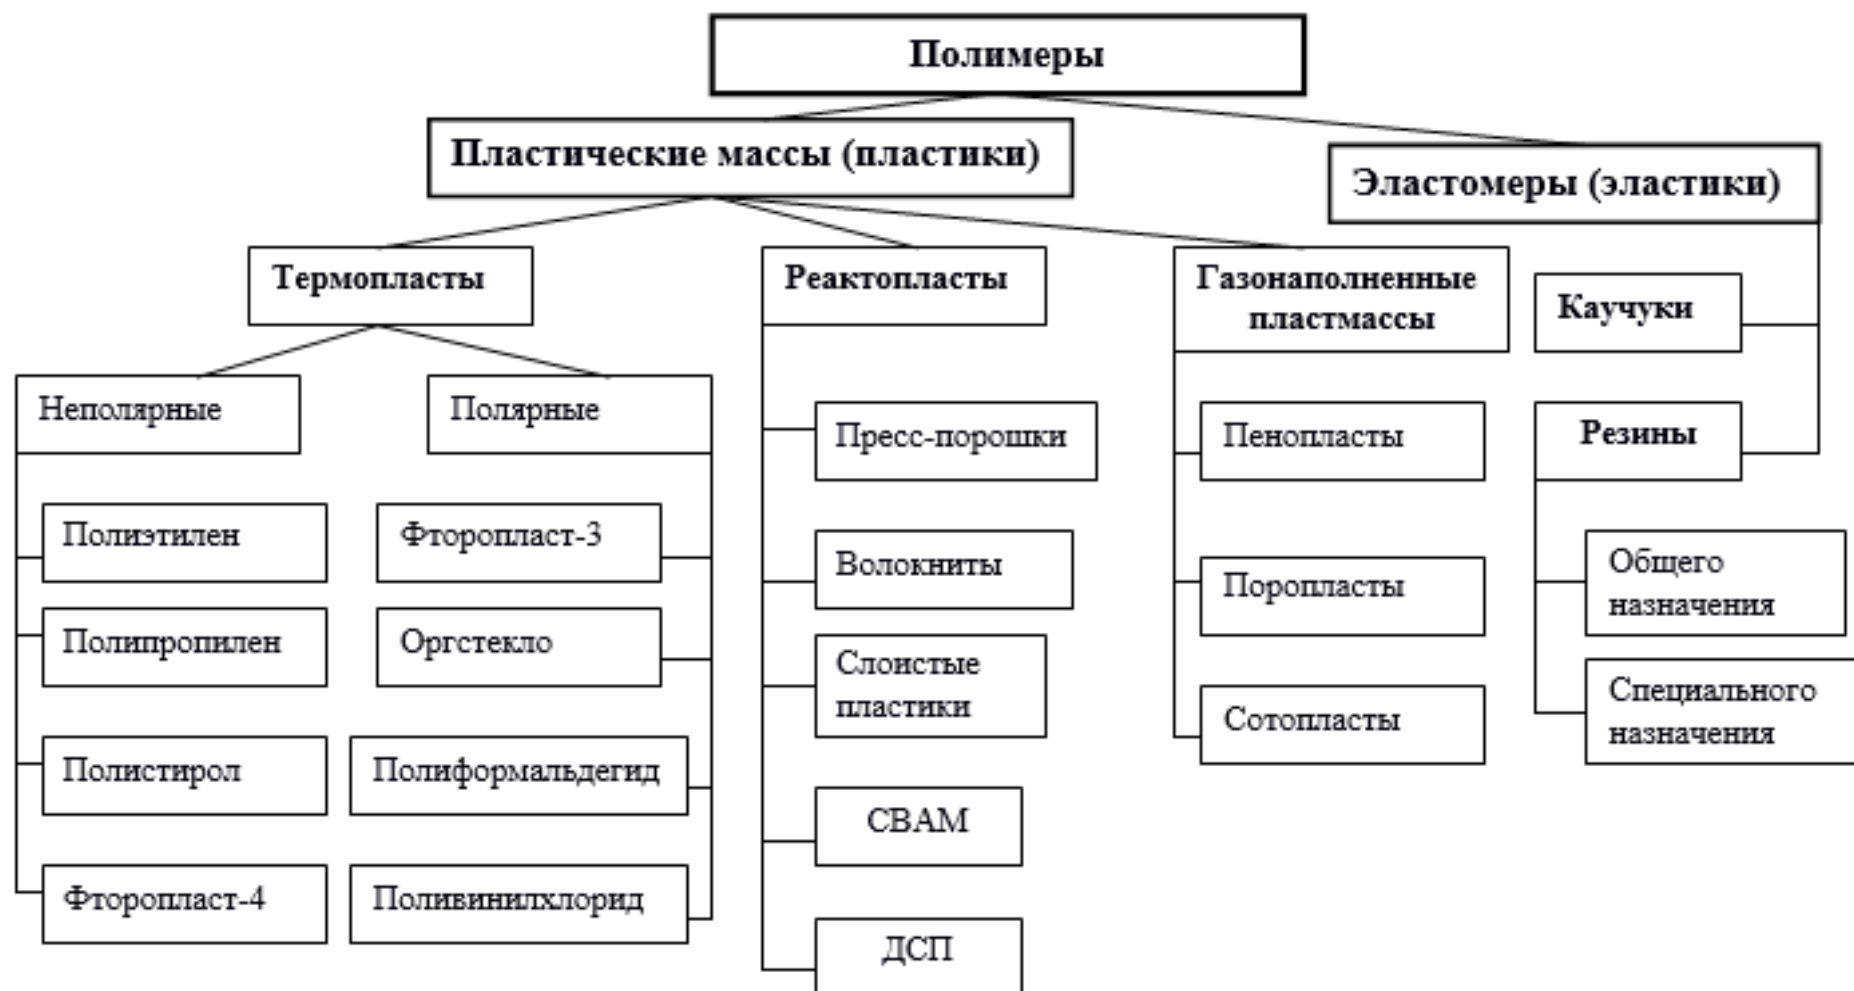 Полимеры
Пластические массы (пластики)
Эластомеры (эластики)
Термопласты
Реактопласты
Газонаполненные
пластмассы
Каучуки
Неполярные
Полярные
Пресс-порошки
Пенопласты
Резины
Полиэтилен
Фторопласт-3
Волокниты
Поропласты
Общего
назначения
Полипропилен
Оргстекло
Слоистые
пластики
Сотопласты
Специального
назначения
Полистирол
Полиформальдегид
СВАМ
Фторопласт-4
Поливинилхлорид
ДСП